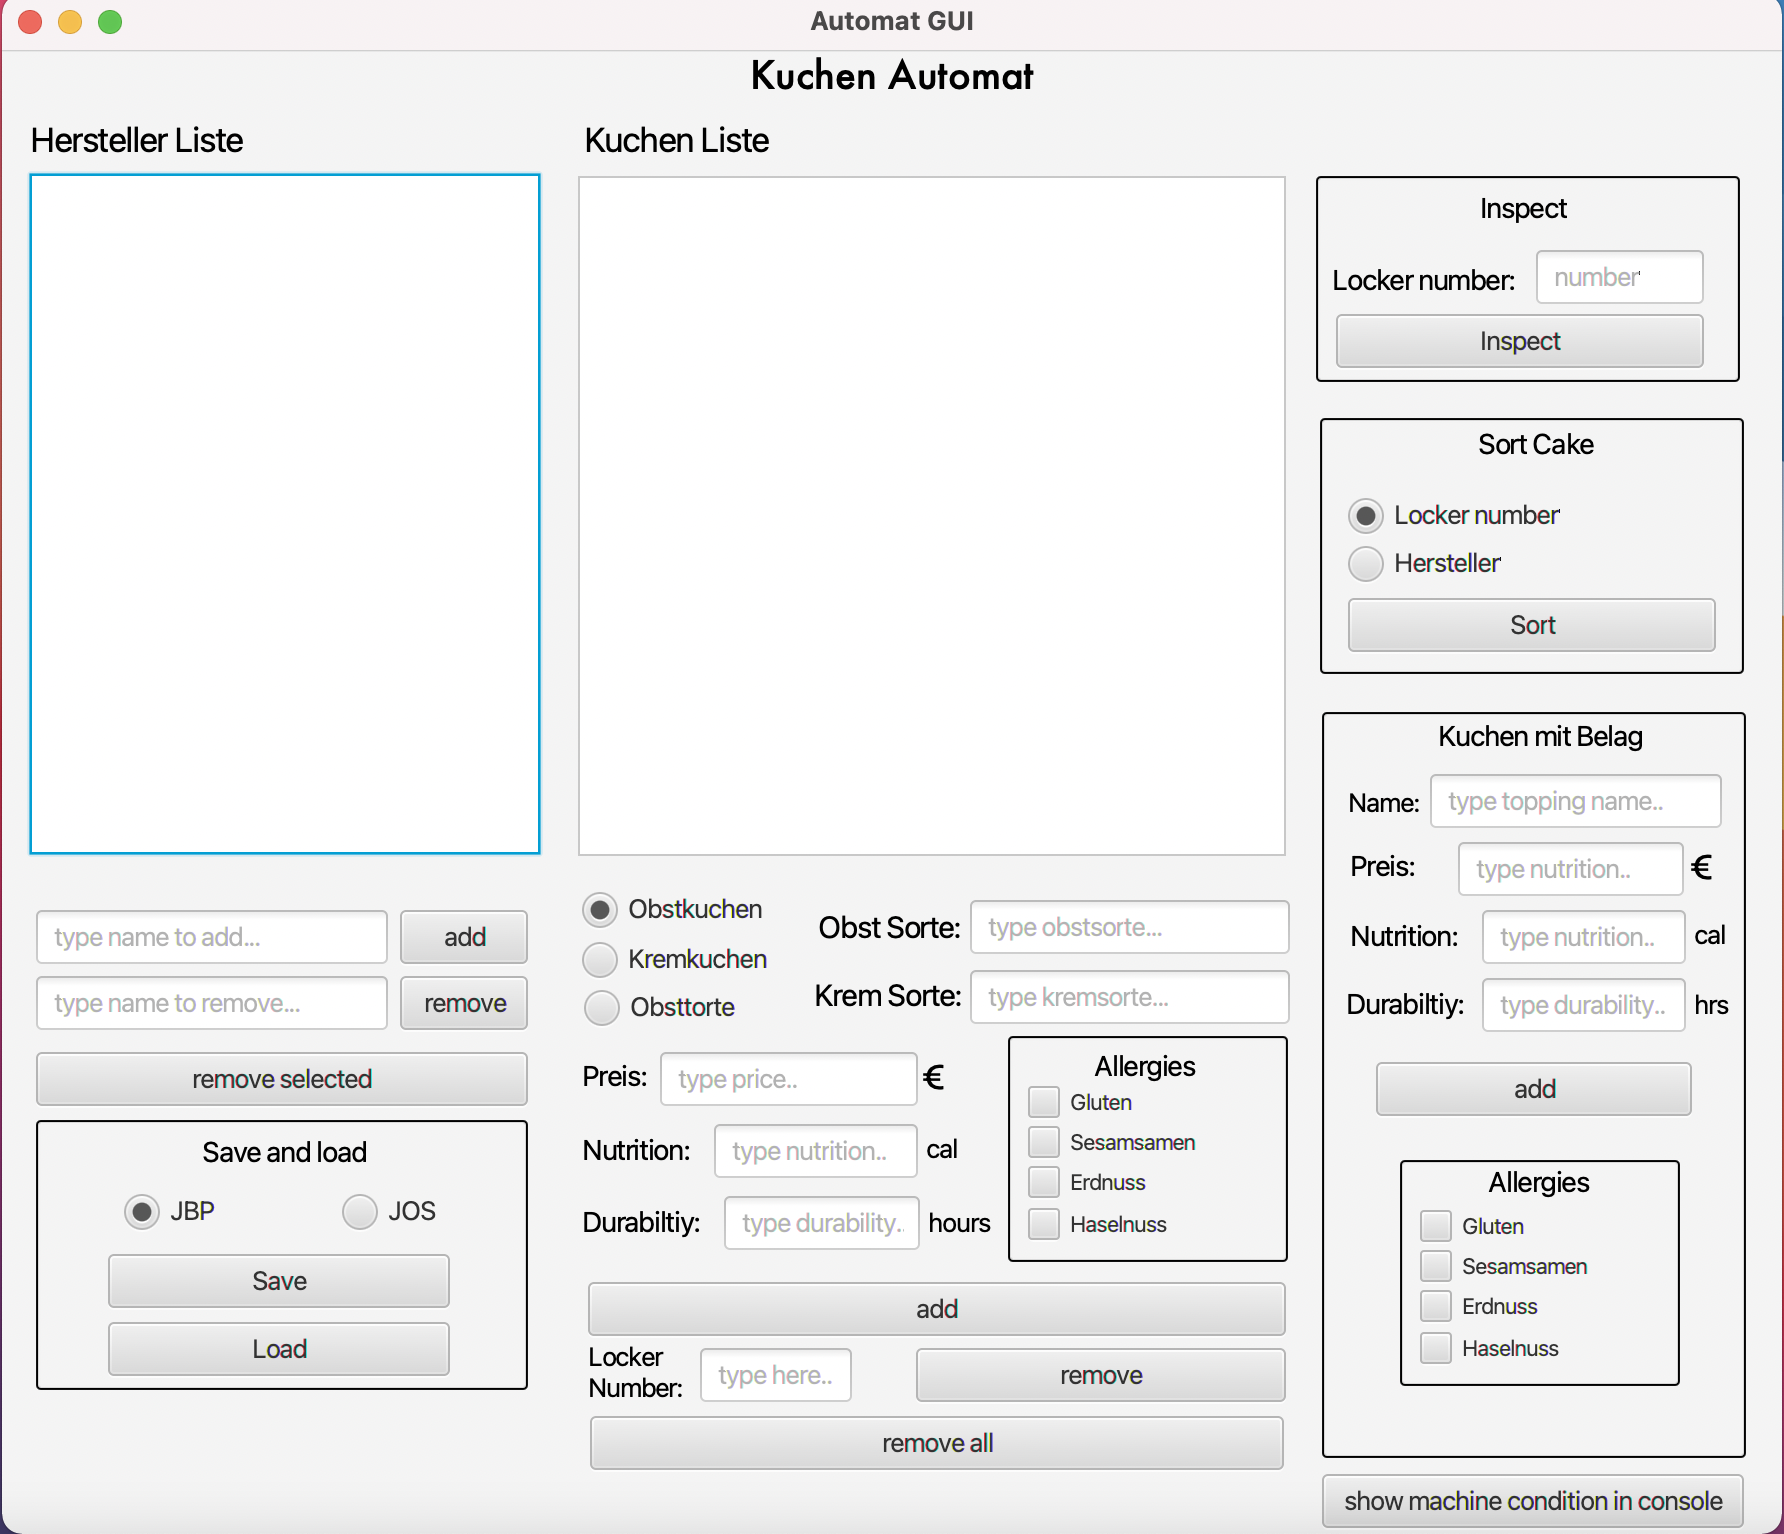 Automat GUI
Kuchen Automat
Hersteller Liste
Kuchen Liste
Inspect
Locker number:
number
Inspect
Sort Cake
Locker number
Hersteller
Sort
type name to add...
add
type name to remove...
remove
remove selected
Save and load
JBP
JOS
Save
Load
Obstkuchen
Kremkuchen
Obsttorte
Obst Sorte:
type obstsorte...
Krem Sorte:
type kremsorte...
Preis:
type price..
€
Nutrition:
type nutrition..
cal
Durabiltiy:
type durability..
hours
Allergies
Gluten
Sesamsamen
Erdnuss
Haselnuss
add
Locker
Number:
type here..
remove
remove all
Kuchen mit Belag
Name:
type topping name..
Preis:
type nutrition..
€
Nutrition:
type nutrition..
cal
Durabiltiy:
type durability..
hrs
add
Allergies
Gluten
Sesamsamen
Erdnuss
Haselnuss
show machine condition in console